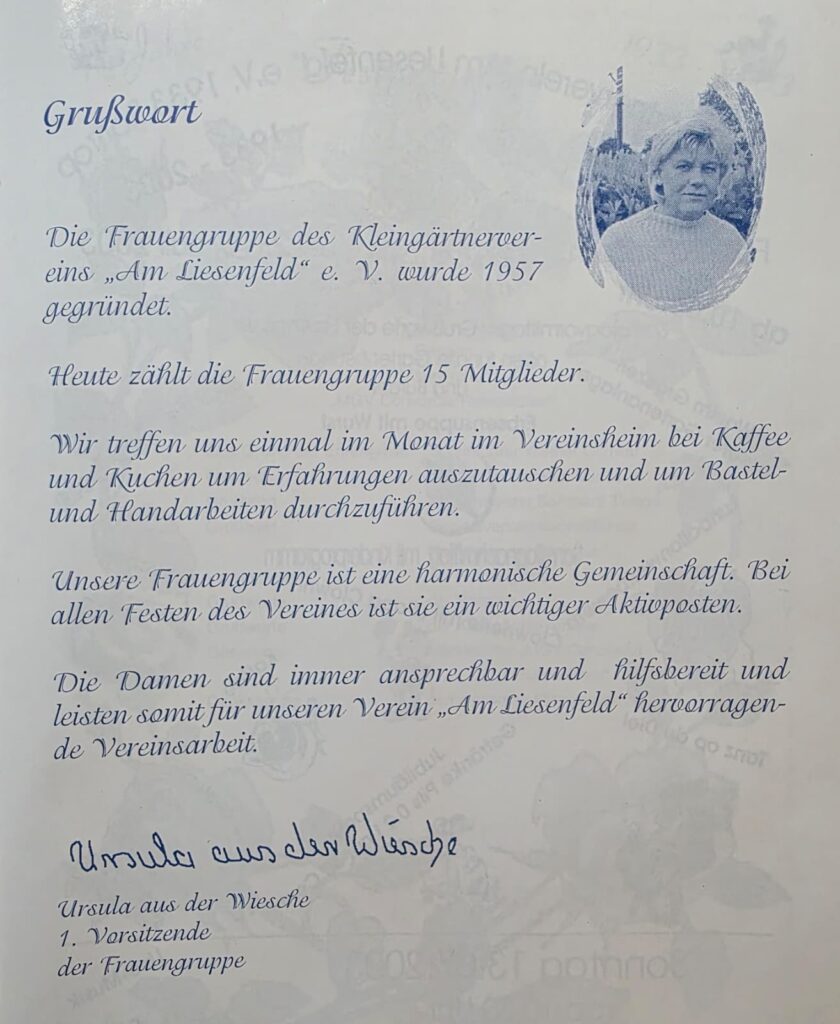 Grußwort
Die Frauengruppe des Kleingärtnerver-
eins „Am Liesenfeld“ e. V. wurde 1957
gegründet.
Heute zählt die Frauengruppe 15 Mitglieder.
Wir treffen uns einmal im Monat im Vereinsheim bei Kaffee
und Kuchen um Erfahrungen auszutauschen und um Bastel-
und Handarbeiten durchzuführen.
Unsere Frauengruppe ist eine harmonische Gemeinschaft. Bei
allen Festen des Vereines ist sie ein wichtiger Aktivposten.
Die Damen sind immer ansprechbar und hilfsbereit und
leisten somit für unseren Verein „Am Liesenfeld“ hervorragen-
de Vereinsarbeit.
Ursula aus der Wiesche
Ursula aus der Wiesche
1. Vorsitzende
der Frauengruppe